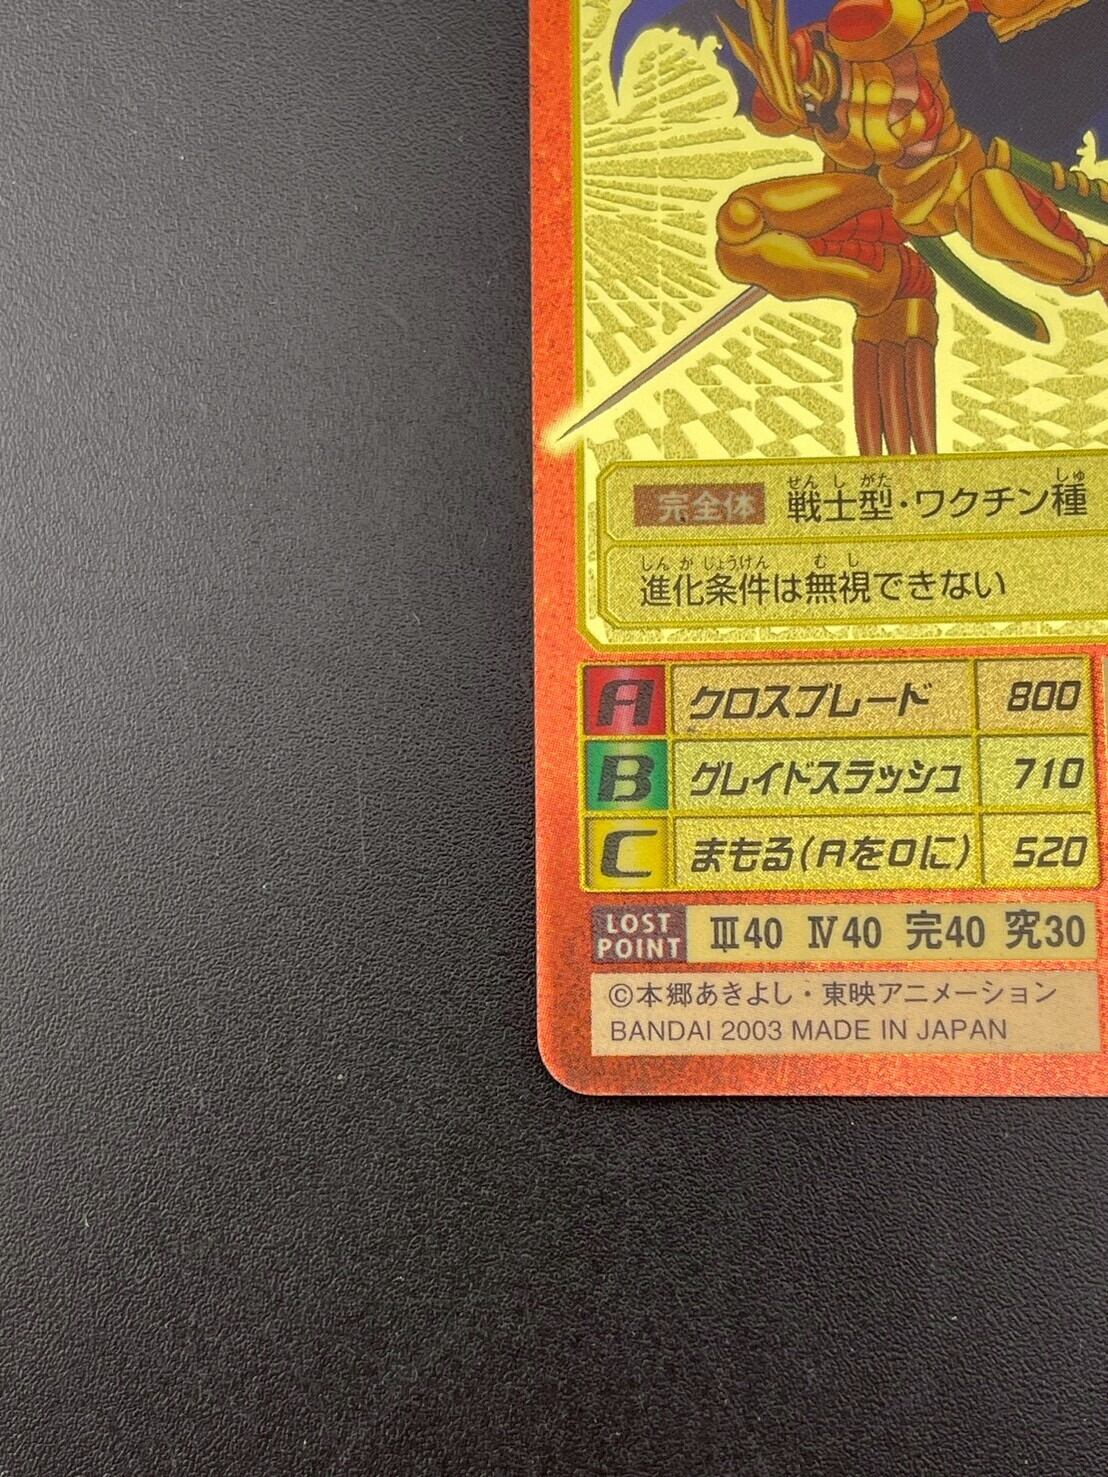 完全体 戦士型・ワクチン種
せんしがた しゅ
しんかじょうけん むし
進化条件は無視できない
A クロスブレード 800
B グレイドスラッシュ 710
C まもる(Aを0に) 520
LOST POINT Ⅲ40 Ⅳ40 完40 究30
©本郷あきよし・東映アニメーション
BANDAI 2003 MADE IN JAPAN